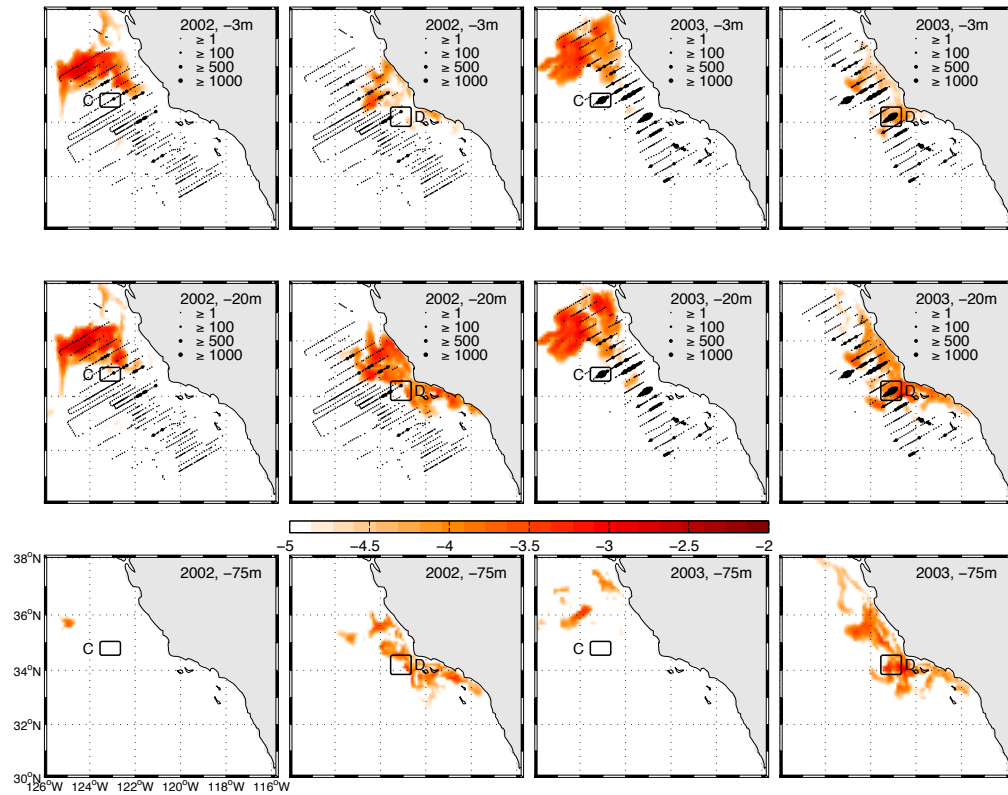 2002, −3m
≥ 1
≥ 100
≥ 500
≥ 1000
C
2002, −3m
≥ 1
≥ 100
≥ 500
≥ 1000
D
2003, −3m
≥ 1
≥ 100
≥ 500
≥ 1000
C
2003, −3m
≥ 1
≥ 100
≥ 500
≥ 1000
D
2002, −20m
≥ 1
≥ 100
≥ 500
≥ 1000
C
2002, −20m
≥ 1
≥ 100
≥ 500
≥ 1000
D
2003, −20m
≥ 1
≥ 100
≥ 500
≥ 1000
C
2003, −20m
≥ 1
≥ 100
≥ 500
≥ 1000
D
−5 −4.5 −4 −3.5 −3 −2.5 −2
38°N
36°N
34°N
32°N
30°N
126°W 124°W 122°W 120°W 118°W 116°W
2002, −75m
C
2002, −75m
D
2003, −75m
C
2003, −75m
D